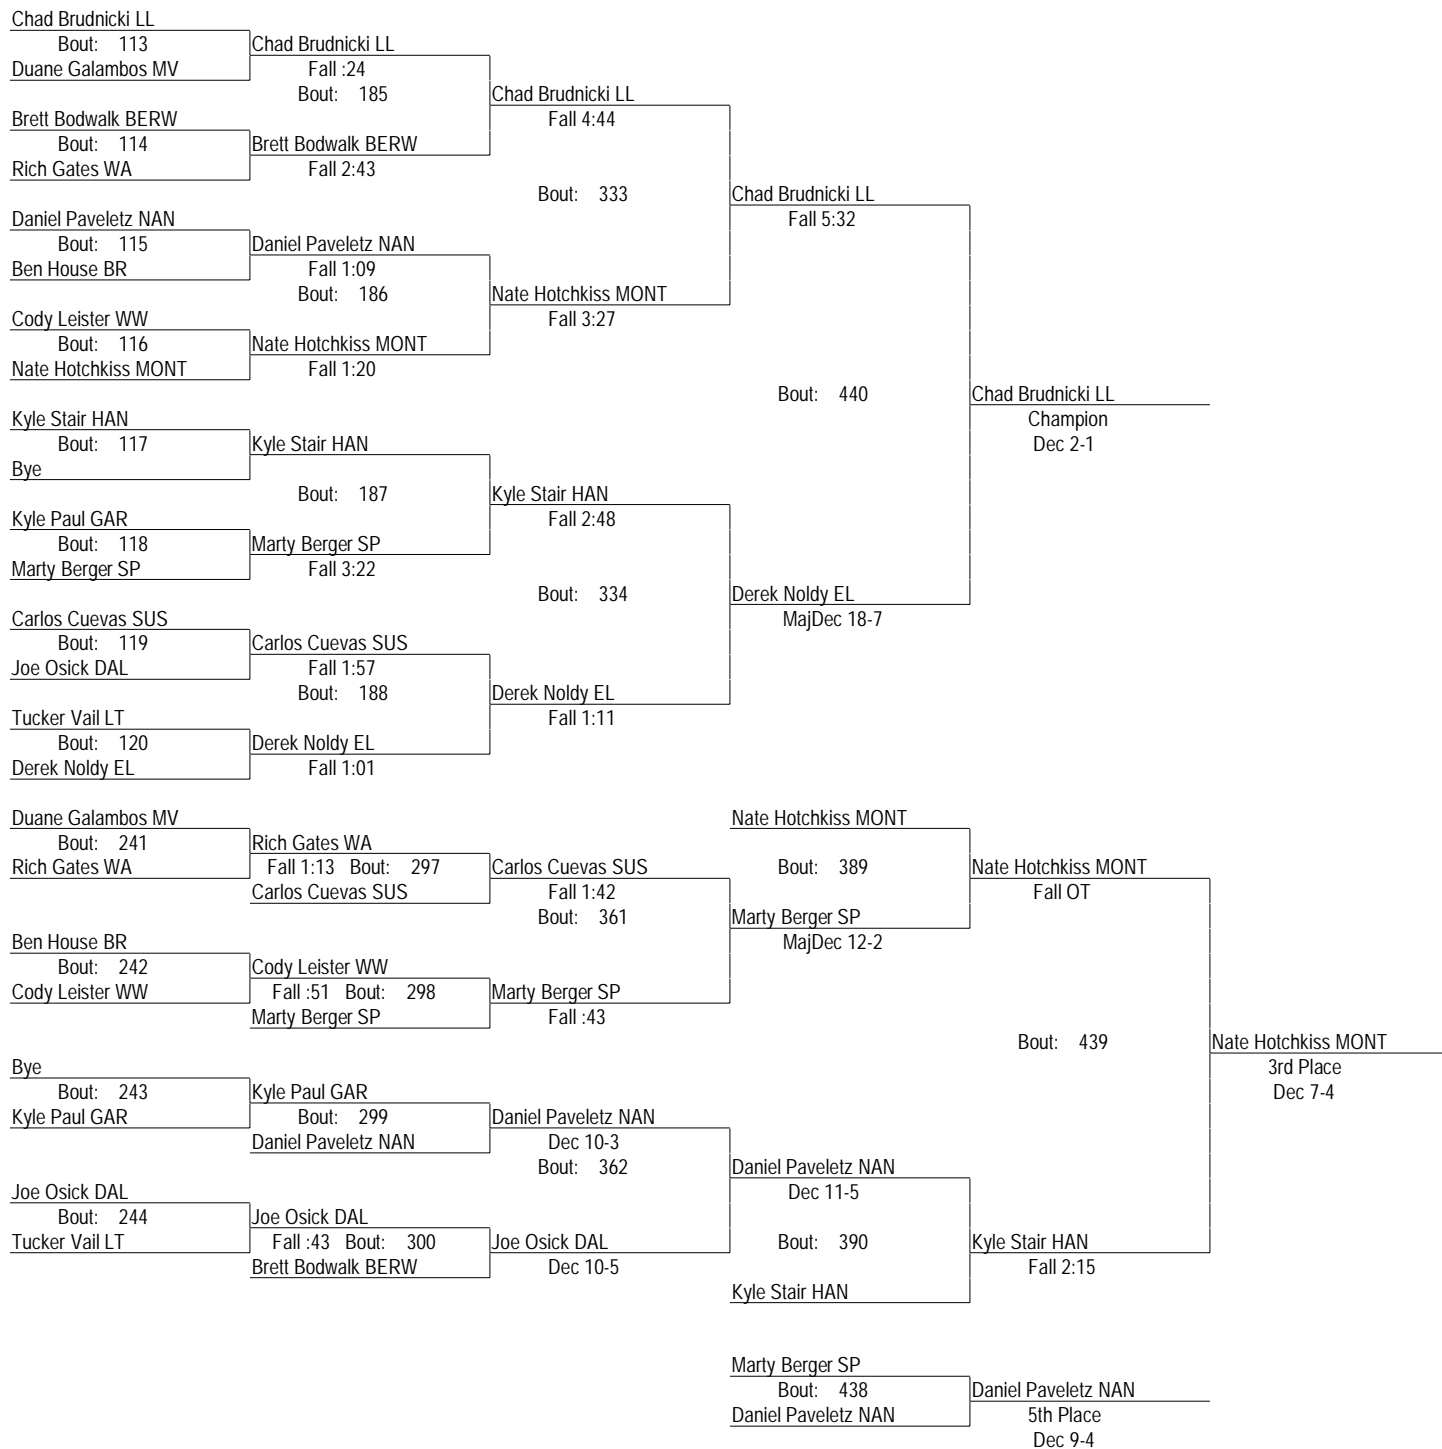 Chad Brudnicki LL
Bout: 113
Duane Galambos MV
Chad Brudnicki LL
Fall :24
Bout: 185
Brett Bodwalk BERW
Bout: 114
Rich Gates WA
Brett Bodwalk BERW
Fall 2:43
Chad Brudnicki LL
Fall 4:44
Bout: 333
Daniel Paveletz NAN
Bout: 115
Ben House BR
Daniel Paveletz NAN
Fall 1:09
Bout: 186
Cody Leister WW
Bout: 116
Nate Hotchkiss MONT
Nate Hotchkiss MONT
Fall 1:20
Nate Hotchkiss MONT
Fall 3:27
Chad Brudnicki LL
Fall 5:32
Bout: 440
Kyle Stair HAN
Bout: 117
Bye
Kyle Stair HAN
Bout: 187
Kyle Paul GAR
Bout: 118
Marty Berger SP
Marty Berger SP
Fall 3:22
Kyle Stair HAN
Fall 2:48
Bout: 334
Carlos Cuevas SUS
Bout: 119
Joe Osick DAL
Carlos Cuevas SUS
Fall 1:57
Bout: 188
Tucker Vail LT
Bout: 120
Derek Noldy EL
Derek Noldy EL
Fall 1:01
Derek Noldy EL
Fall 1:11
Derek Noldy EL
MajDec 18-7
Chad Brudnicki LL
Champion
Dec 2-1
Duane Galambos MV
Bout: 241
Rich Gates WA
Rich Gates WA
Fall 1:13 Bout: 297
Carlos Cuevas SUS
Carlos Cuevas SUS
Fall 1:42
Bout: 361
Ben House BR
Bout: 242
Cody Leister WW
Cody Leister WW
Fall :51 Bout: 298
Marty Berger SP
Marty Berger SP
Fall :43
Nate Hotchkiss MONT
Bout: 389
Marty Berger SP
MajDec 12-2
Nate Hotchkiss MONT
Fall OT
Bout: 439
Bye
Bout: 243
Kyle Paul GAR
Kyle Paul GAR
Bout: 299
Daniel Paveletz NAN
Daniel Paveletz NAN
Dec 10-3
Bout: 362
Joe Osick DAL
Bout: 244
Tucker Vail LT
Joe Osick DAL
Fall :43 Bout: 300
Brett Bodwalk BERW
Joe Osick DAL
Dec 10-5
Daniel Paveletz NAN
Dec 11-5
Bout: 390
Kyle Stair HAN
Kyle Stair HAN
Fall 2:15
Nate Hotchkiss MONT
3rd Place
Dec 7-4
Marty Berger SP
Bout: 438
Daniel Paveletz NAN
Daniel Paveletz NAN
5th Place
Dec 9-4